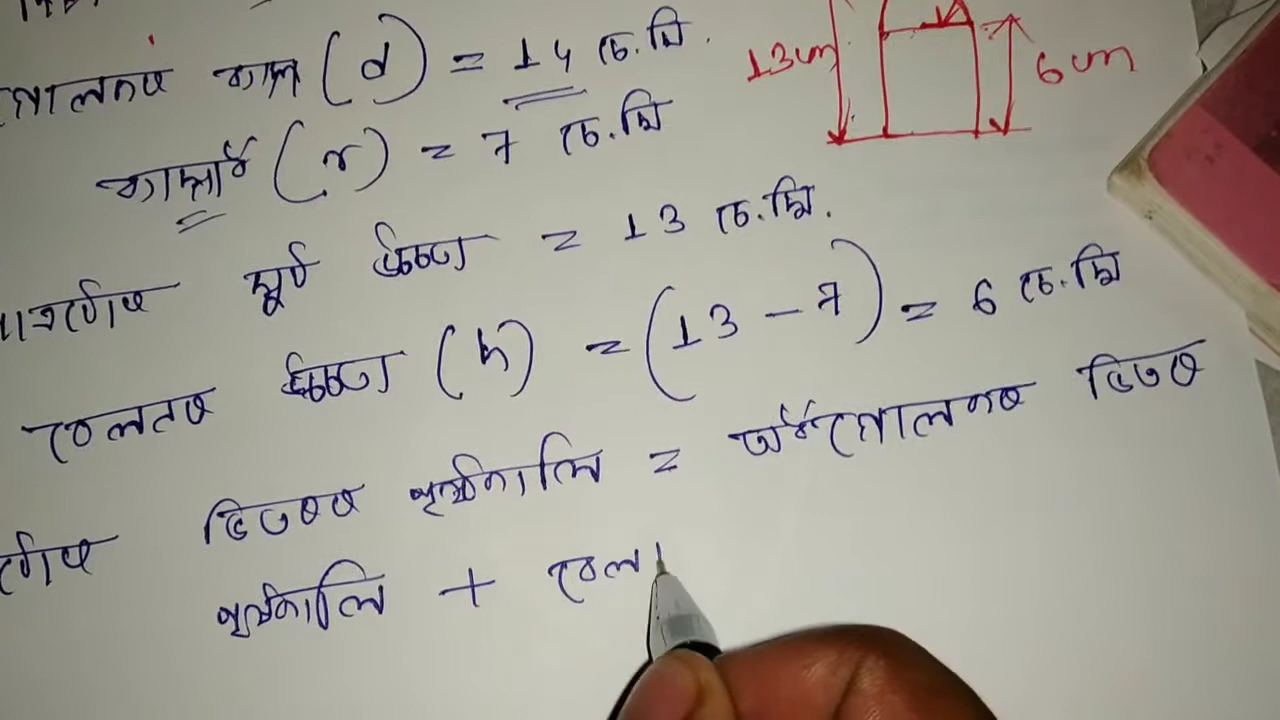 গোলকৰ ব্যাস (d) = 14 চে.মি.
ব্যাসাৰ্ধ (r) = 7 চে.মি
13cm
6cm
পাত্ৰটোৰ মুৰ্ঠ উচ্চতা = 13 চে.মি.
বেলনৰ উচ্চতা (h) = (13 - 7) = 6 চে.মি
ৰ্টোৰ ভিতৰৰ পৃষ্ঠকালি = অৰ্ধগোলকৰ ভিতৰ
পৃষ্ঠকালি + বেল